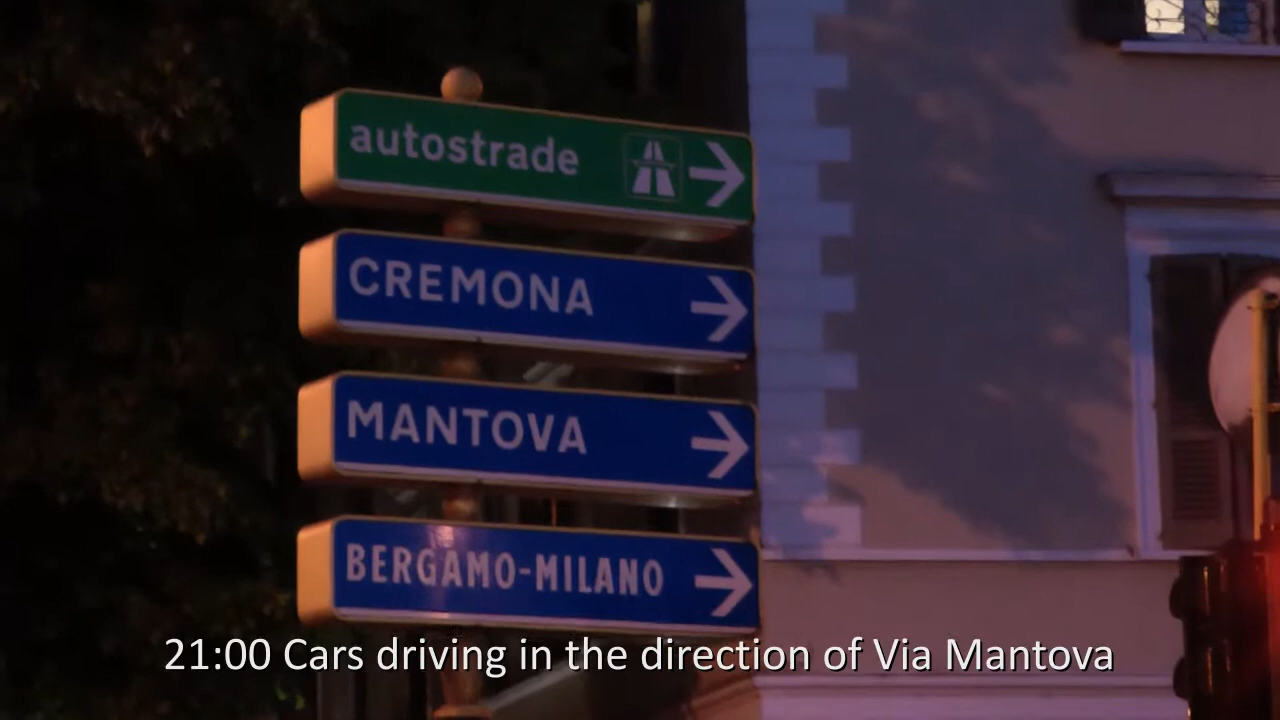 autostrade
CREMONA
MANTOVA
BERGAMO-MILANO
21:00 Cars driving in the direction of Via Mantova